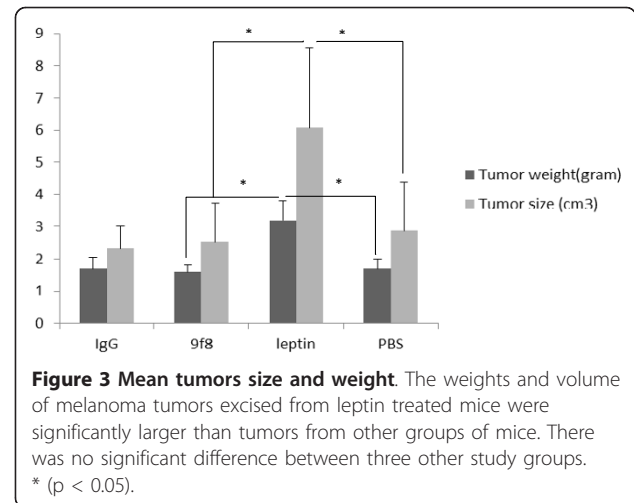 9
8
7
6
5
4
3
2
1
0
*
*
*
*
IgG
9f8
leptin
PBS
Tumor weight(gram)
Tumor size (cm3)
Figure 3 Mean tumors size and weight. The weights and volume
of melanoma tumors excised from leptin treated mice were
significantly larger than tumors from other groups of mice. There
was no significant difference between three other study groups.
* (p < 0.05).